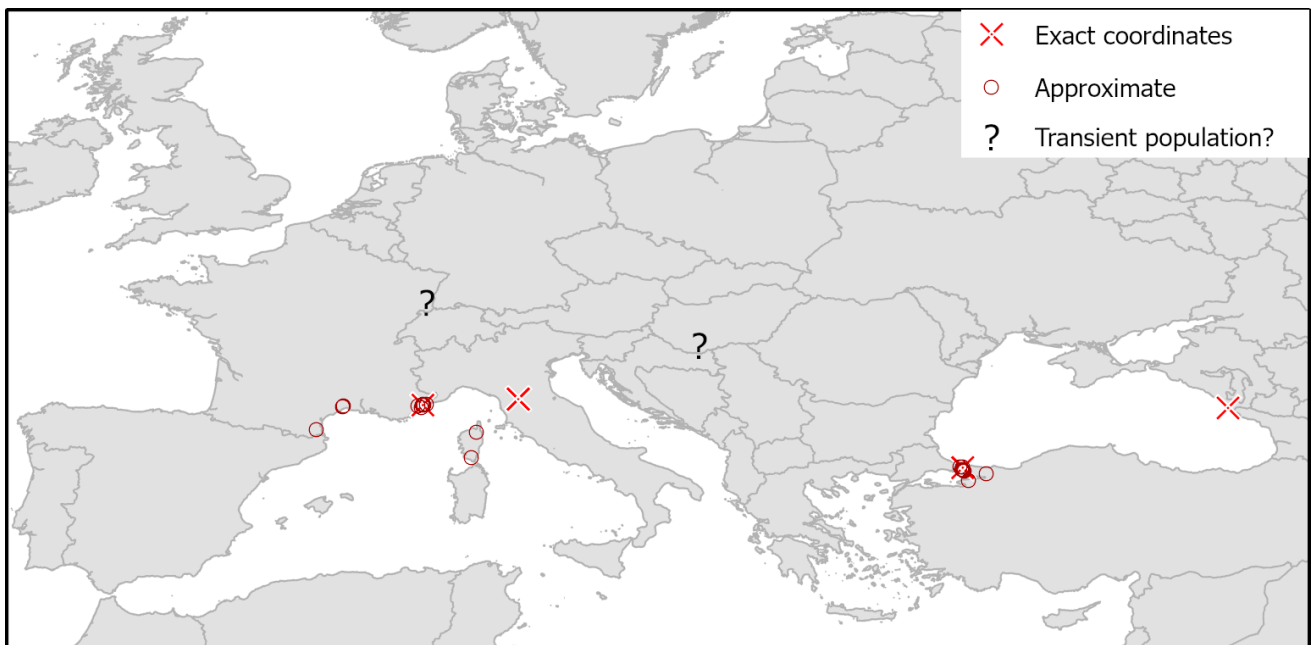 Exact coordinates
Approximate
? Transient population?
?
?